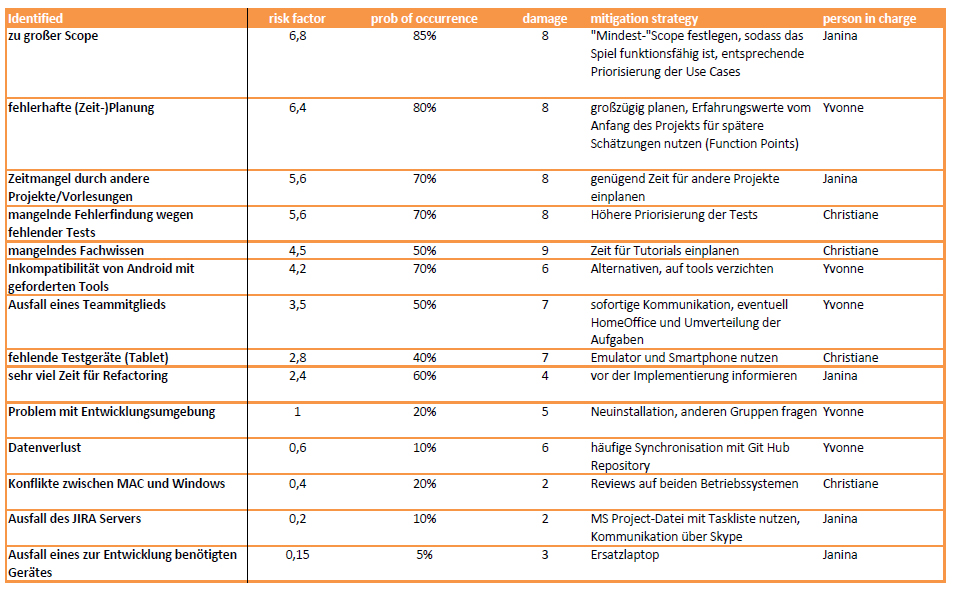 Identified risk factor prob of occurrence damage mitigation strategy person in charge
zu großer Scope 6,8 85% 8 "Mindest-"Scope festlegen, sodass das Janina
Spiel funktionsfähig ist, entsprechende
Priorisierung der Use Cases
fehlerhafte (Zeit-)Planung 6,4 80% 8 großzügig planen, Erfahrungswerte vom Yvonne
Anfang des Projekts für spätere
Schätzungen nutzen (Function Points)
Zeitmangel durch andere 5,6 70% 8 genügend Zeit für andere Projekte Janina
Projekte/Vorlesungen einplanen
mangelnde Fehlerfindung wegen 5,6 70% 8 Höhere Priorisierung der Tests Christiane
fehlender Tests
mangelndes Fachwissen 4,5 50% 9 Zeit für Tutorials einplanen Christiane
Inkompatibilität von Android mit 4,2 70% 6 Alternativen, auf tools verzichten Yvonne
geforderten Tools
Ausfall eines Teammitglieds 3,5 50% 7 sofortige Kommunikation, eventuell Yvonne
HomeOffice und Umverteilung der
Aufgaben
fehlende Testgeräte (Tablet) 2,8 40% 7 Emulator und Smartphone nutzen Christiane
sehr viel Zeit für Refactoring 2,4 60% 4 vor der Implementierung informieren Janina
Problem mit Entwicklungsumgebung 1 20% 5 Neuinstallation, anderen Gruppen fragen Yvonne
Datenverlust 0,6 10% 6 häufige Synchronisation mit Git Hub Yvonne
Repository
Konflikte zwischen MAC und Windows 0,4 20% 2 Reviews auf beiden Betriebssystemen Christiane
Ausfall des JIRA Servers 0,2 10% 2 MS Project-Datei mit Taskliste nutzen, Janina
Kommunikation über Skype
Ausfall eines zur Entwicklung benötigten 0,15 5% 3 Ersatzlaptop Janina
Gerätes